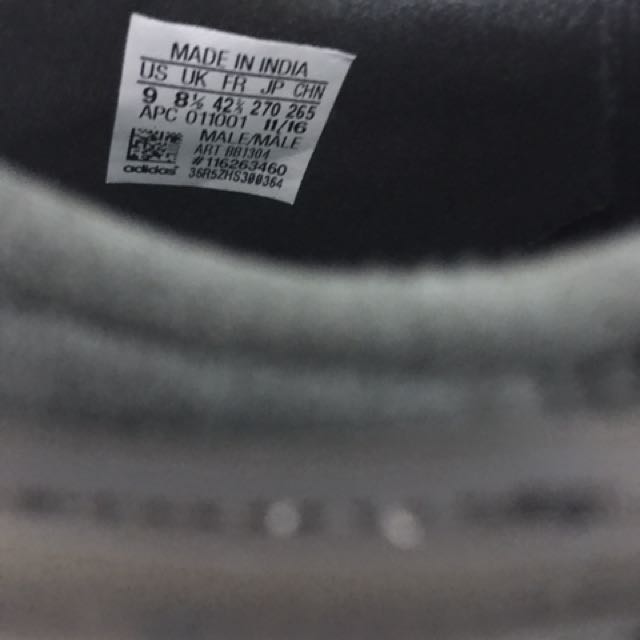 MADE IN INDIA
US UK FR JP CHN
9 8½ 42⅔ 270 265
APC 011001 11/16
MALE/MALE
ART BB1304
#116263460
36R5ZHS300364
adidas